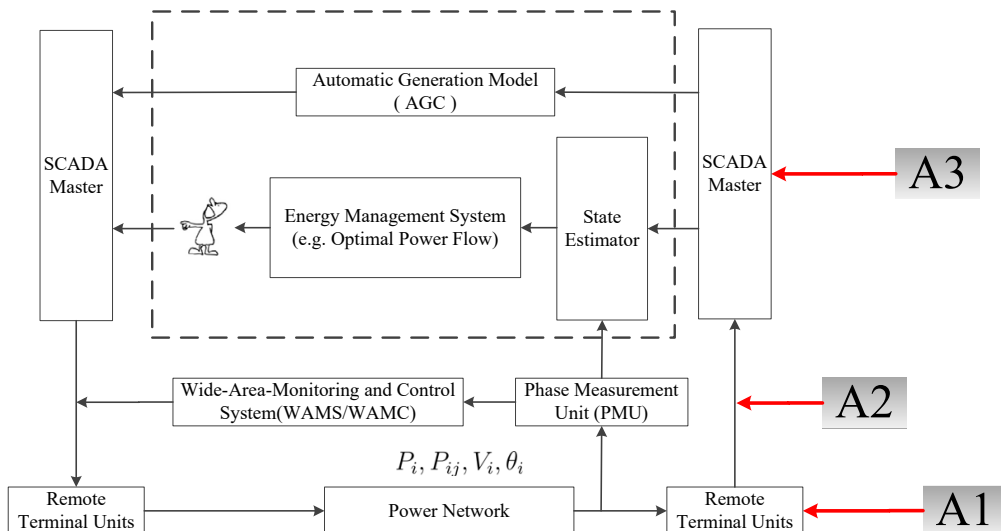 Automatic Generation Model
( AGC )
SCADA
Master
SCADA
Master
A3
Energy Management System
(e.g. Optimal Power Flow)
State
Estimator
Wide-Area-Monitoring and Control
System(WAMS/WAMC)
Phase Measurement
Unit (PMU)
A2
P_i, P_{ij}, V_i, θ_i
Remote
Terminal Units
Power Network
Remote
Terminal Units
A1